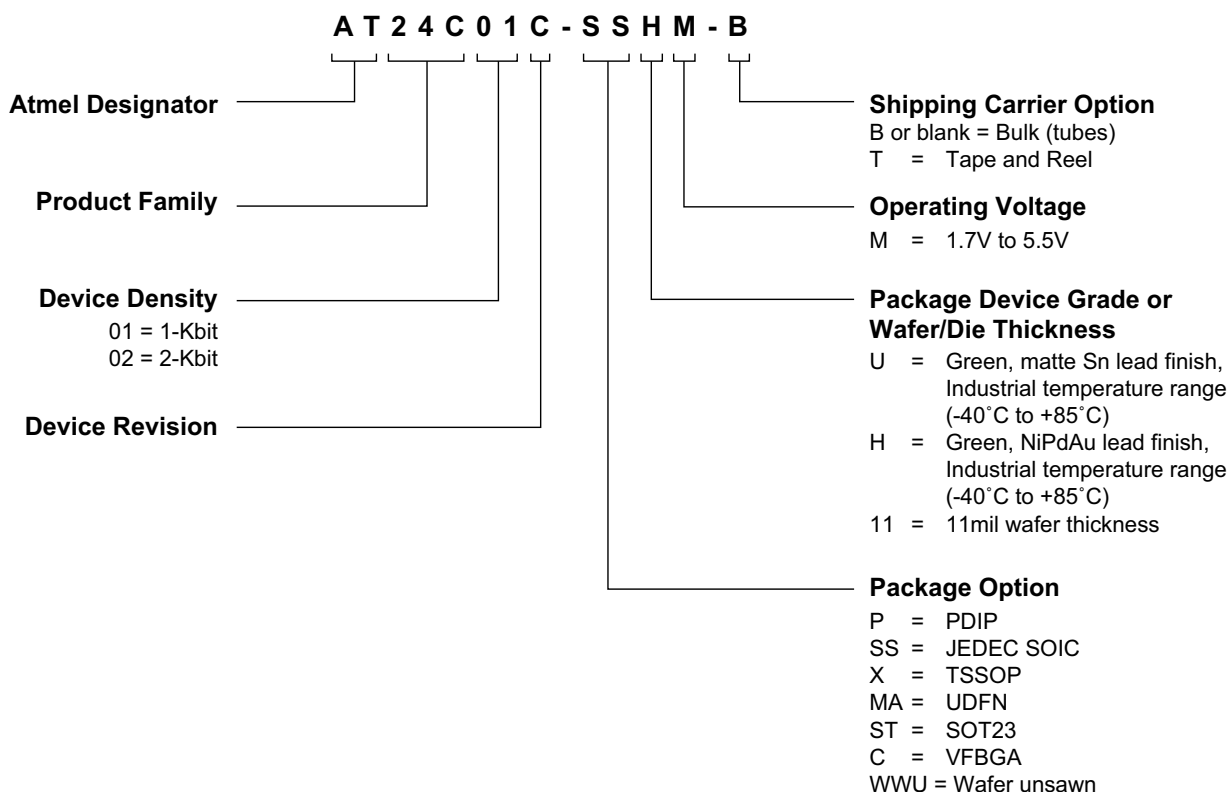 AT24C01C-SSHM-B
Atmel Designator
Product Family
Device Density
01 = 1-Kbit
02 = 2-Kbit
Device Revision
Shipping Carrier Option
B or blank = Bulk (tubes)
T = Tape and Reel
Operating Voltage
M = 1.7V to 5.5V
Package Device Grade or
Wafer/Die Thickness
U = Green, matte Sn lead finish,
Industrial temperature range
(-40˚C to +85˚C)
H = Green, NiPdAu lead finish,
Industrial temperature range
(-40˚C to +85˚C)
11 = 11mil wafer thickness
Package Option
P = PDIP
SS = JEDEC SOIC
X = TSSOP
MA = UDFN
ST = SOT23
C = VFBGA
WWU = Wafer unsawn